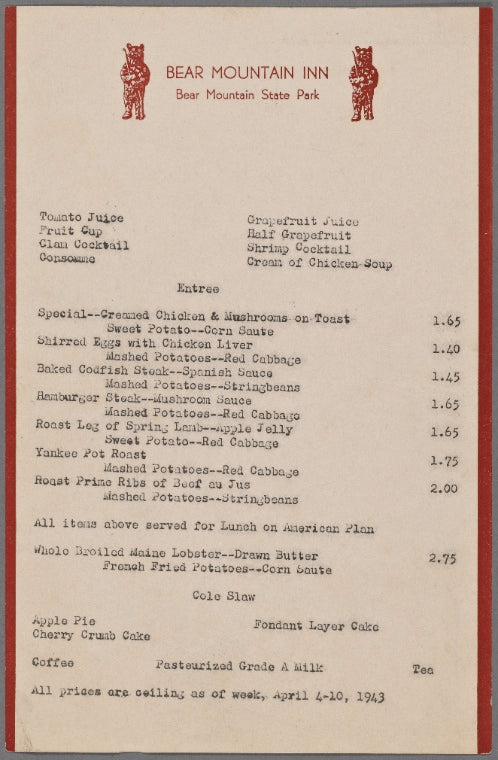 BEAR MOUNTAIN INN
Bear Mountain State Park
Tomato Juice Grapefruit Juice
Fruit Cup Half Grapefruit
Clam Cocktail Shrimp Cocktail
Consomme Cream of Chicken Soup
Entree
Special--Creamed Chicken & Mushrooms on Toast 1.65
Sweet Potato--Corn Saute
Shirred Eggs with Chicken Liver 1.40
Mashed Potatoes--Red Cabbage
Baked Codfish Steak--Spanish Sauce 1.45
Mashed Potatoes--Stringbeans
Hamburger Steak--Mushroom Sauce 1.65
Mashed Potatoes--Red Cabbage
Roast Leg of Spring Lamb--Apple Jelly 1.65
Sweet Potato--Red Cabbage
Yankee Pot Roast 1.75
Mashed Potatoes--Red Cabbage
Roast Prime Ribs of Beef au Jus 2.00
Mashed Potatoes--Stringbeans
All items above served for Lunch on American Plan
Whole Broiled Maine Lobster--Drawn Butter 2.75
French Fried Potatoes--Corn Saute
Cole Slaw
Apple Pie Fondant Layer Cake
Cherry Crumb Cake
Coffee Pasteurized Grade A Milk Tea
All prices are ceiling as of week, April 4-10, 1943